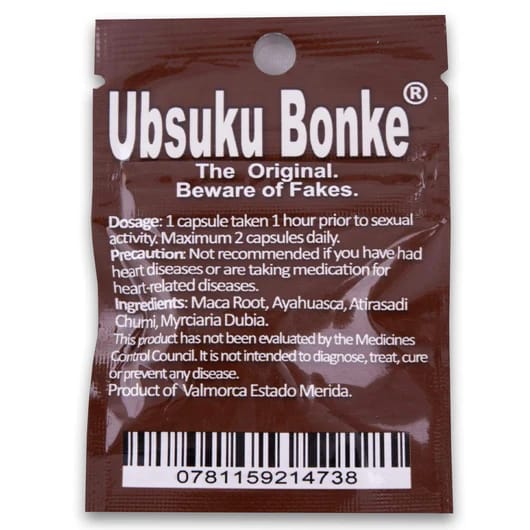 Ubsuku Bonke®
The Original.
Beware of Fakes.
Dosage: 1 capsule taken 1 hour prior to sexual
activity. Maximum 2 capsules daily.
Precaution: Not recommended if you have had
heart diseases or are taking medication for
heart-related diseases.
Ingredients: Maca Root, Ayahuasca, Atirasadi
Chumi, Myrciaria Dubia.
This product has not been evaluated by the Medicines
Control Council. It is not intended to diagnose, treat, cure
or prevent any disease.
Product of Valmorca Estado Merida.
0781159214738